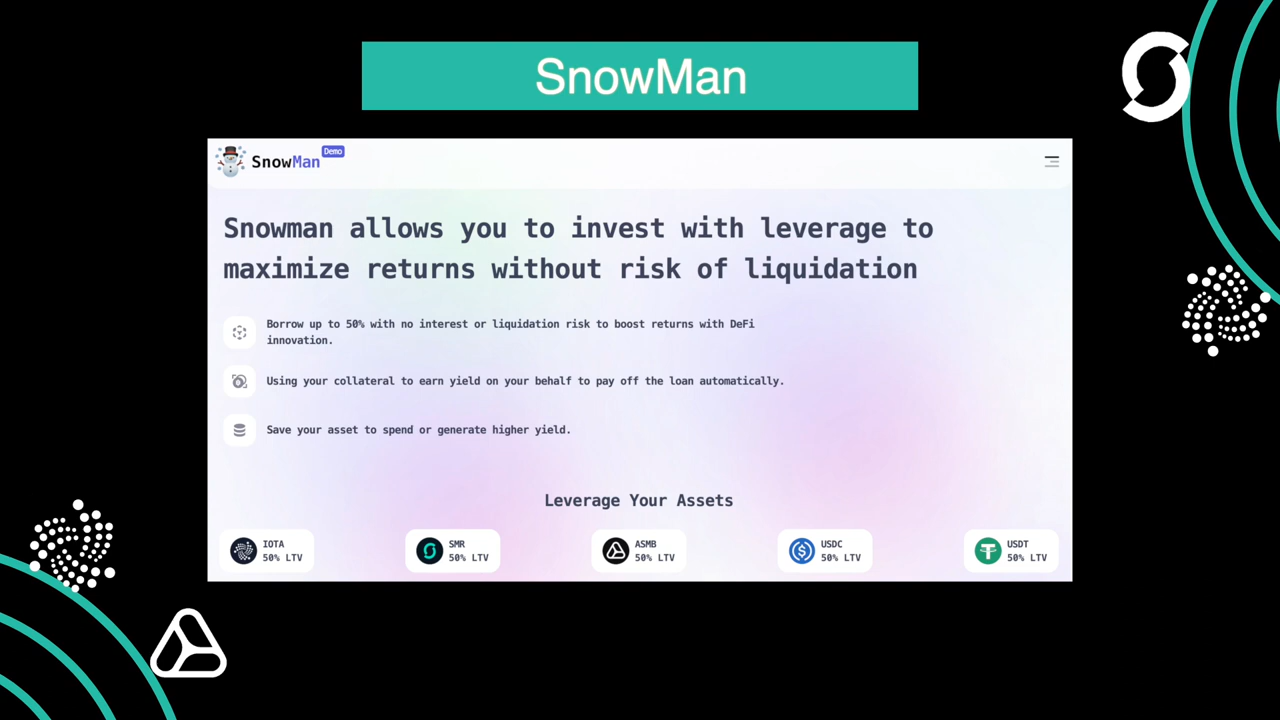 SnowMan
SnowMan
Demo
Snowman allows you to invest with leverage to
maximize returns without risk of liquidation
Borrow up to 50% with no interest or liquidation risk to boost returns with DeFi
innovation.
Using your collateral to earn yield on your behalf to pay off the loan automatically.
Save your asset to spend or generate higher yield.
Leverage Your Assets
IOTA
50% LTV
SMR
50% LTV
ASMB
50% LTV
USDC
50% LTV
USDT
50% LTV